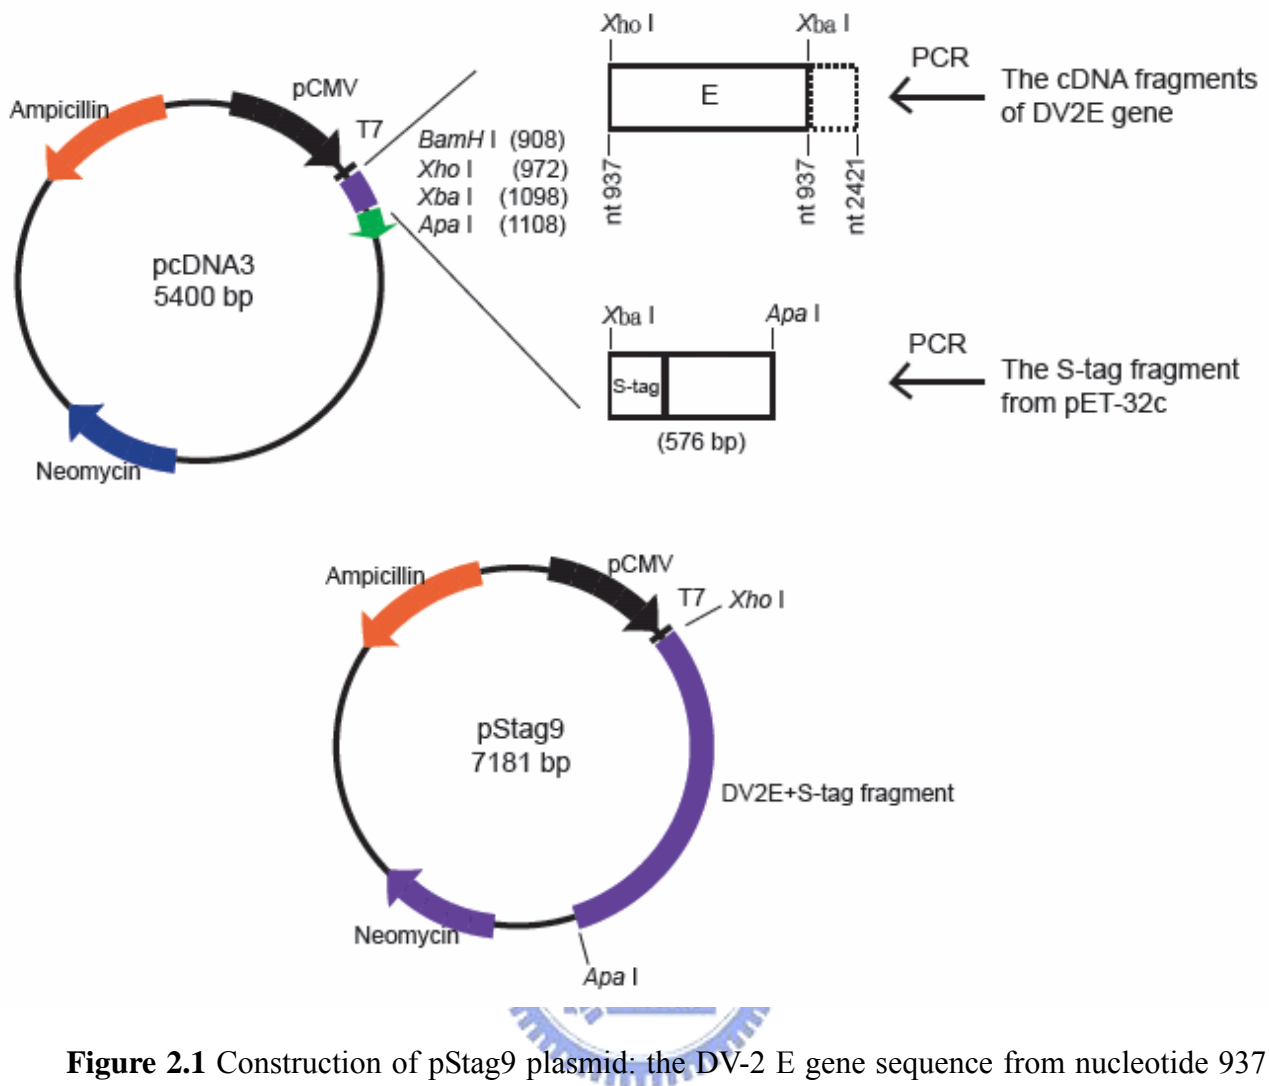 Xho I
Xba I
E
PCR
The cDNA fragments
of DV2E gene
nt 937
nt 937
nt 2421
Ampicillin
pCMV
T7
BamH I (908)
Xho I (972)
Xba I (1098)
Apa I (1108)
pcDNA3
5400 bp
Neomycin
Xba I
Apa I
S-tag
(576 bp)
PCR
The S-tag fragment
from pET-32c
Ampicillin
pCMV
T7
Xho I
pStag9
7181 bp
DV2E+S-tag fragment
Neomycin
Apa I
Figure 2.1 Construction of pStag9 plasmid: the DV-2 E gene sequence from nucleotide 937